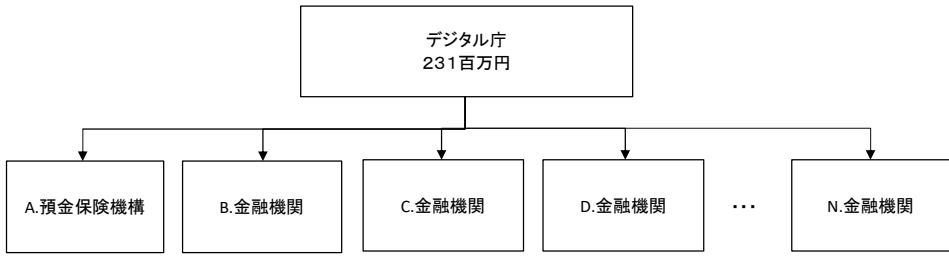 デジタル庁
231百万円
A.預金保険機構
B.金融機関
C.金融機関
D.金融機関
・・・
N.金融機関